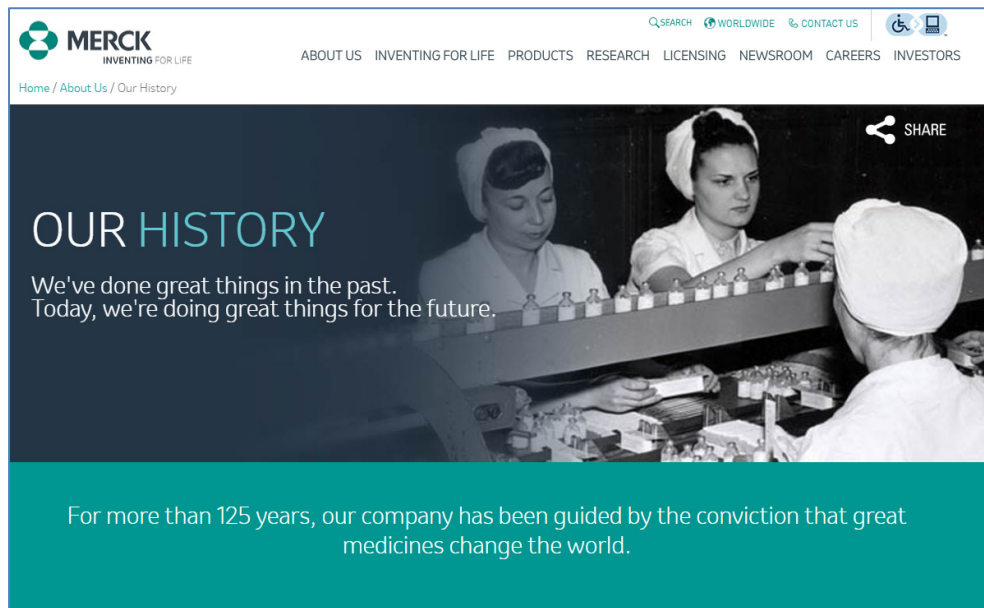 SEARCH WORLDWIDE CONTACT US
MERCK
INVENTING FOR LIFE
ABOUT US INVENTING FOR LIFE PRODUCTS RESEARCH LICENSING NEWSROOM CAREERS INVESTORS
Home / About Us / Our History
SHARE
OUR HISTORY
We've done great things in the past.
Today, we're doing great things for the future.
For more than 125 years, our company has been guided by the conviction that great
medicines change the world.